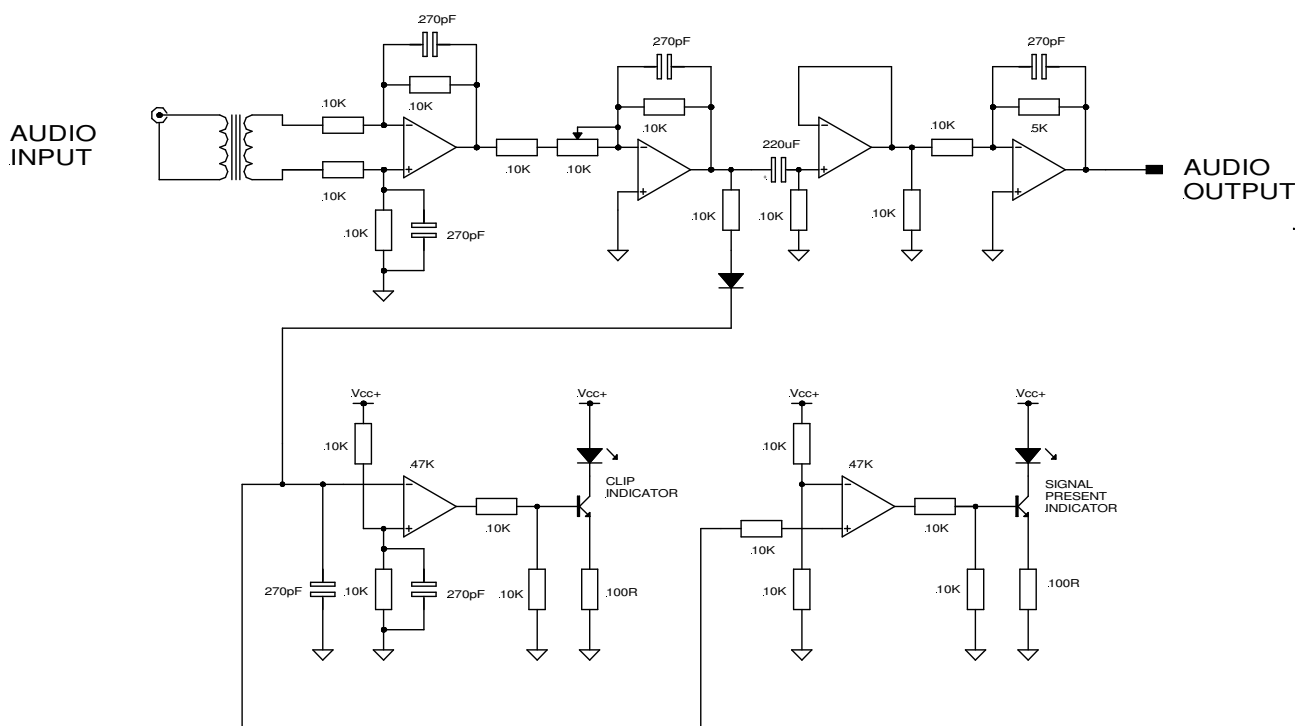 .270pF
.270pF
.270pF
.10K
.10K
.10K
.10K
.5K
AUDIO
.INPUT
.10K
.10K
220uF
AUDIO
.OUTPUT
.10K
.10K
.10K
.10K
.10K
270pF
.Vcc+
.Vcc+
.Vcc+
.Vcc+
.10K
.10K
.47K
.47K
CLIP
.INDICATOR
SIGNAL
PRESENT
.INDICATOR
.10K
.10K
.10K
270pF
.10K
270pF
.10K
.100R
.10K
.10K
.100R